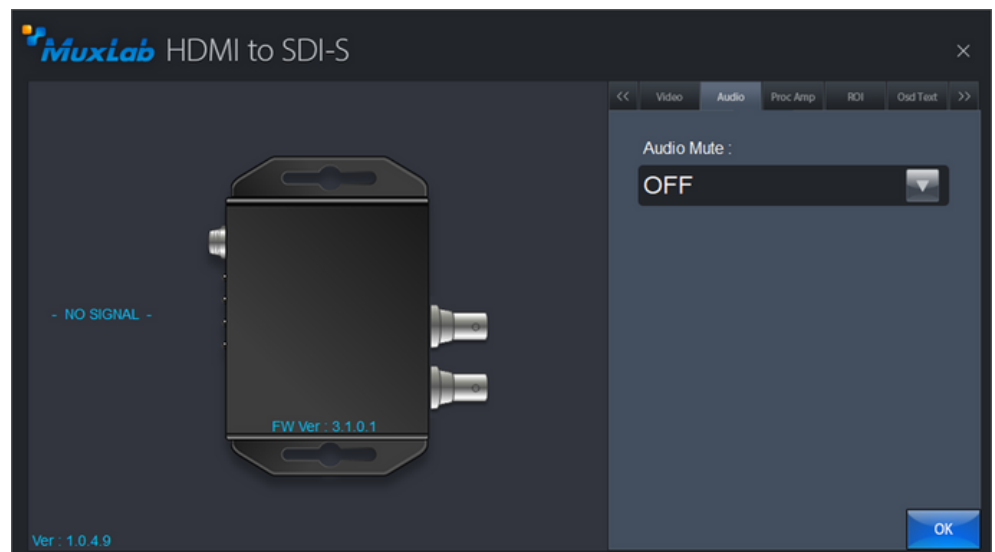 MuxLab HDMI to SDI-S
×
<< Video Audio Proc Amp ROI Osd Text >>
Audio Mute :
OFF
- NO SIGNAL -
FW Ver : 3.1.0.1
Ver : 1.0.4.9
OK